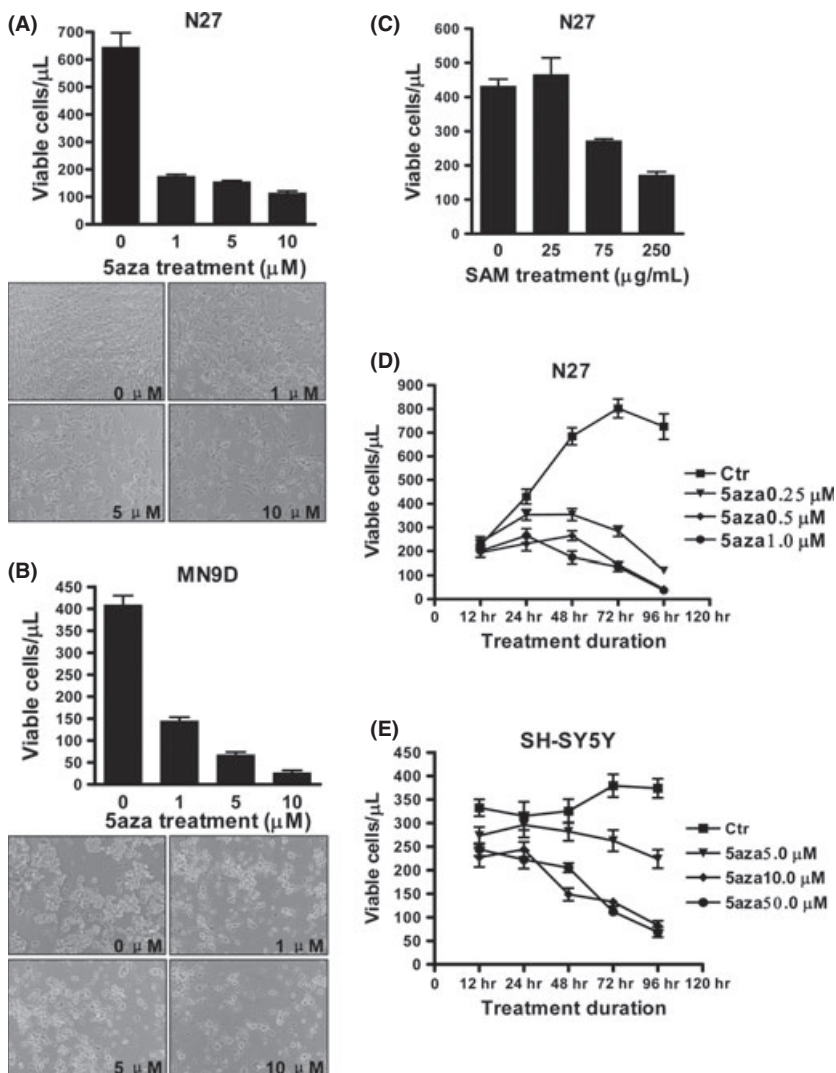 (A)
N27
Viable cells/μL
700
600
500
400
300
200
100
0 1 5 10
5aza treatment (μM)
0 μM
1 μM
5 μM
10 μM
(B)
MN9D
Viable cells/μL
450
400
350
300
250
200
150
100
50
0
0 1 5 10
5aza treatment (μM)
0 μM
1 μM
5 μM
10 μM
(C)
N27
Viable cells/μL
600
500
400
300
200
100
0
0 25 75 250
SAM treatment (μg/mL)
(D)
N27
Viable cells/μL
900
800
700
600
500
400
300
200
100
0
0 12 hr 24 hr 48 hr 72 hr 96 hr 120 hr
Treatment duration
Ctr
5aza0.25 μM
5aza0.5 μM
5aza1.0 μM
(E)
SH-SY5Y
Viable cells/μL
450
400
350
300
250
200
150
100
50
0
0 12 hr 24 hr 48 hr 72 hr 96 hr 120 hr
Treatment duration
Ctr
5aza5.0 μM
5aza10.0 μM
5aza50.0 μM